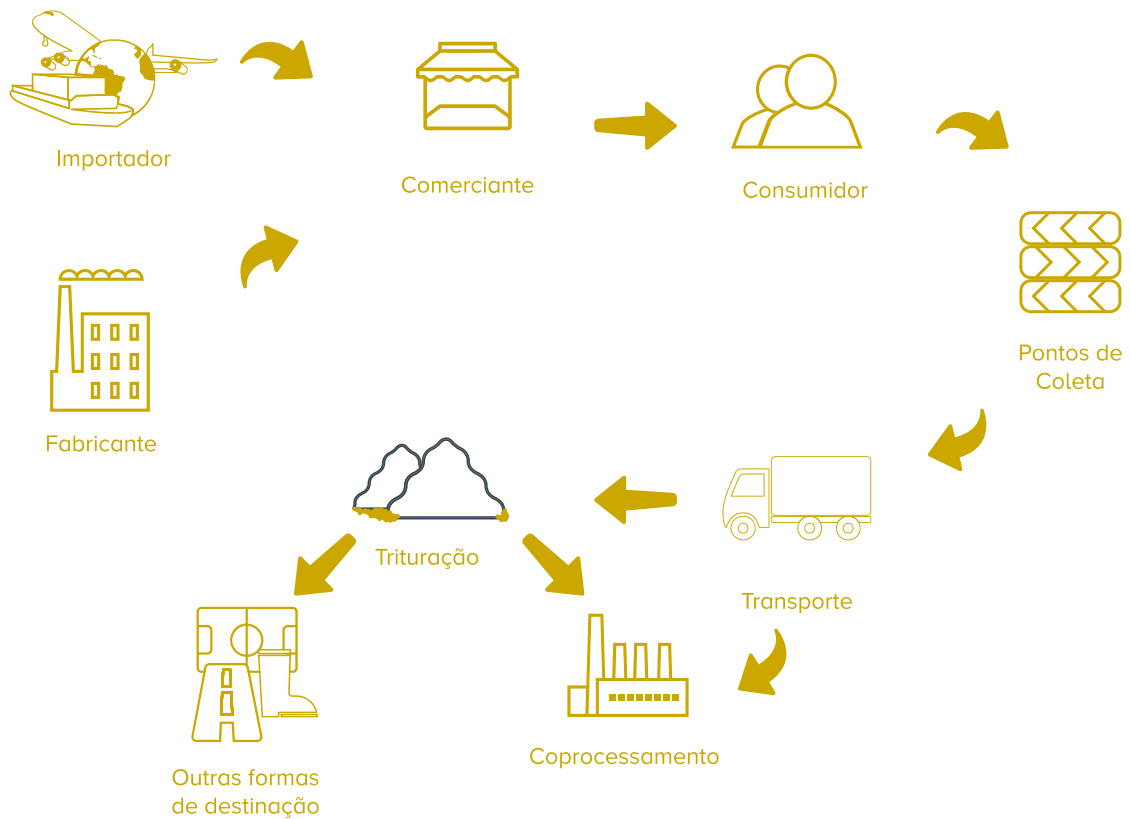 Importador
Comerciante
Consumidor
Fabricante
Pontos de
Coleta
Trituração
Transporte
Coprocessamento
Outras formas
de destinação